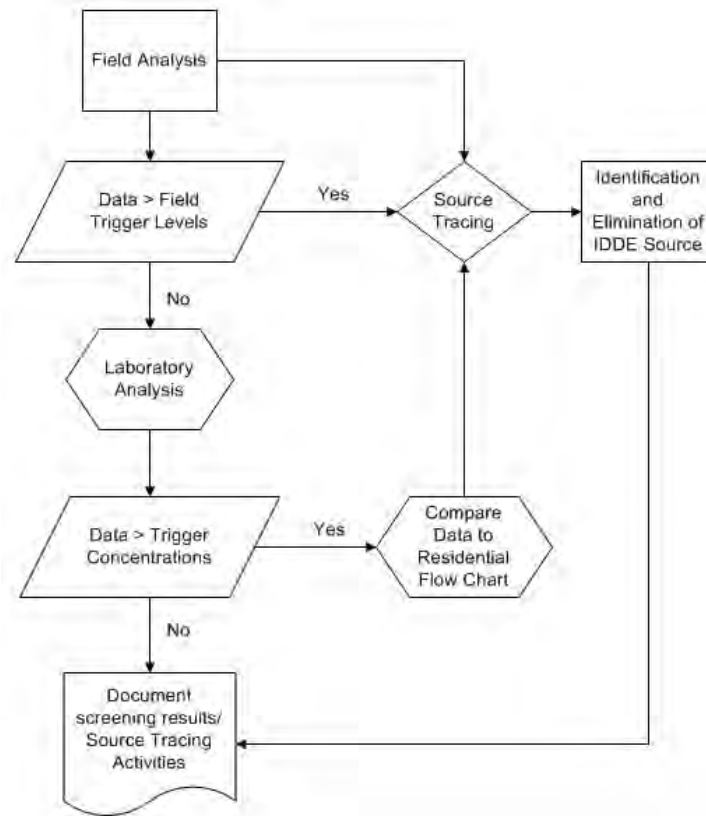 Field Analysis
Data > Field
Trigger Levels
Yes
Source
Tracing
Identification
and
Elimination of
IDDE Source
No
Laboratory
Analysis
Data > Trigger
Concentrations
Yes
Compare
Data to
Residential
Flow Chart
No
Document
screening results/
Source Tracing
Activities